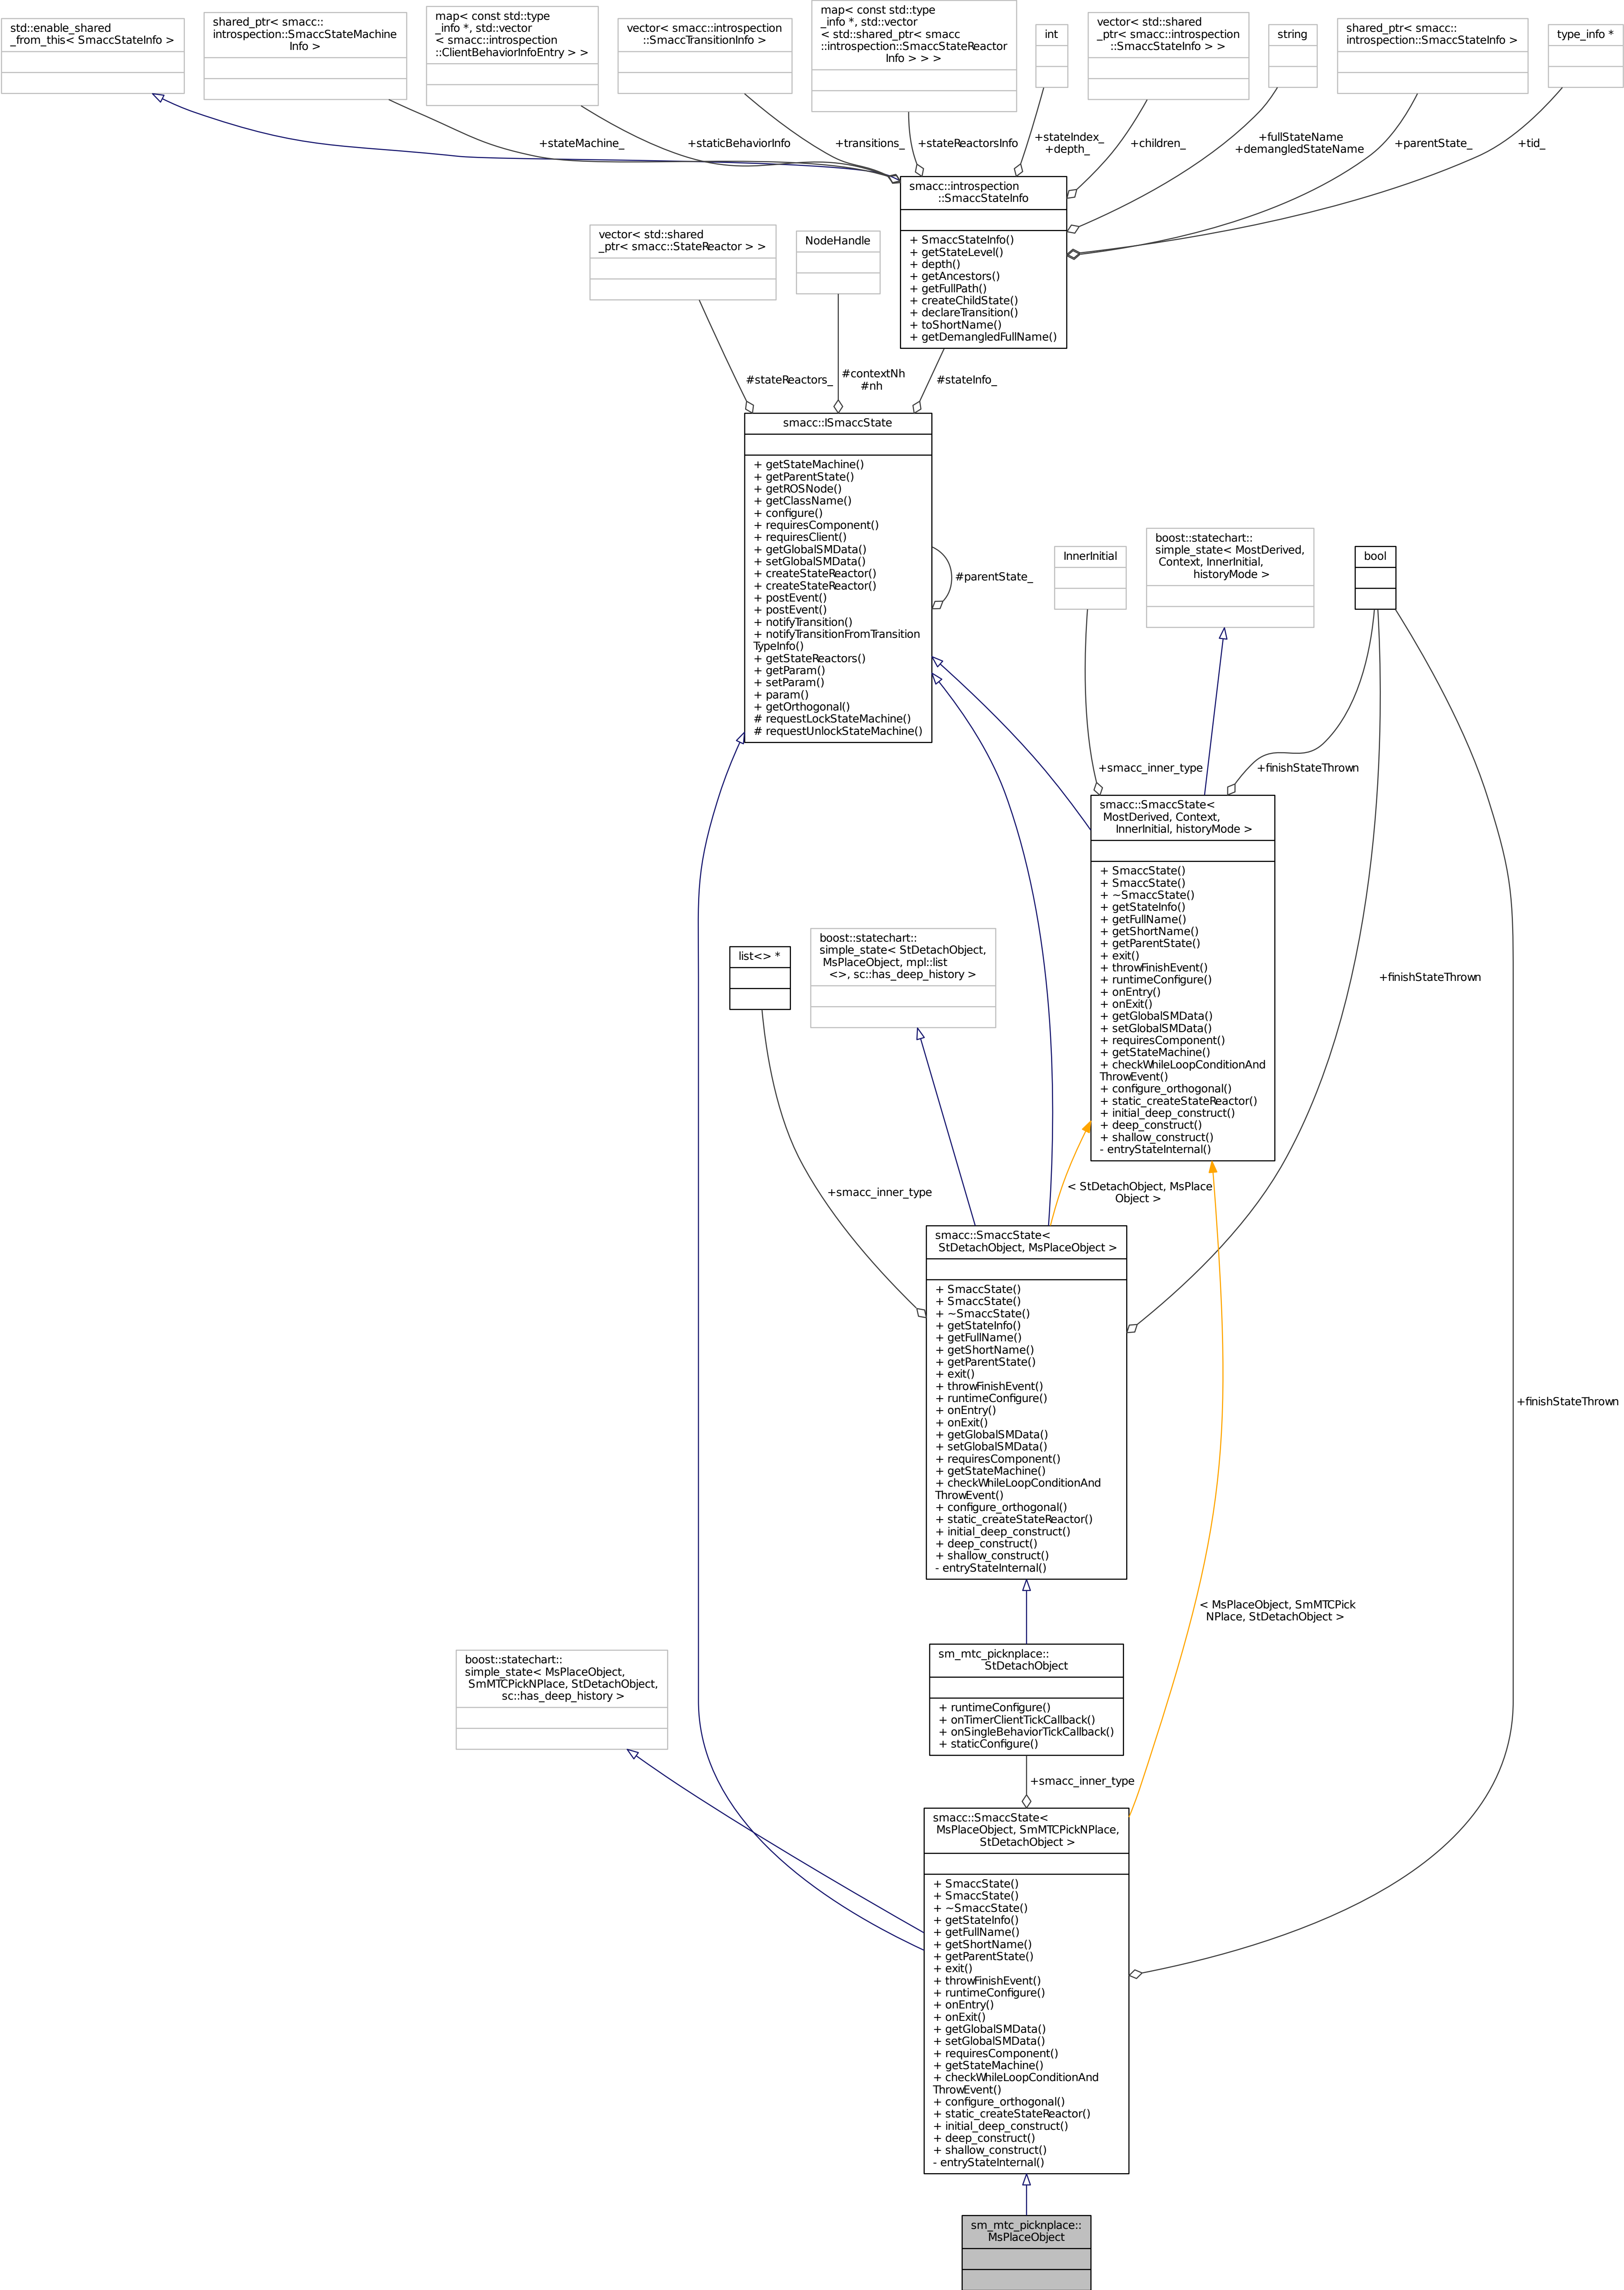 std::enable_shared
_from_this< SmaccStateInfo >
shared_ptr< smacc::
introspection::SmaccStateMachine
Info >
map< const std::type
_info *, std::vector
< smacc::introspection
::ClientBehaviorInfoEntry > >
vector< smacc::introspection
::SmaccTransitionInfo >
map< const std::type
_info *, std::vector
< std::shared_ptr< smacc
::introspection::SmaccStateReactor
Info > > >
int
vector< std::shared
_ptr< smacc::introspection
::SmaccStateInfo > >
string
shared_ptr< smacc::
introspection::SmaccStateInfo >
type_info *
+stateMachine_
+staticBehaviorInfo
+transitions_
+stateReactorsInfo
+stateIndex_
+depth_
+children_
+fullStateName
+demangledStateName
+parentState_
+tid_
smacc::introspection
::SmaccStateInfo
+ SmaccStateInfo()
+ getStateLevel()
+ depth()
+ getAncestors()
+ getFullPath()
+ createChildState()
+ declareTransition()
+ toShortName()
+ getDemangledFullName()
vector< std::shared
_ptr< smacc::StateReactor > >
NodeHandle
#stateReactors_
#contextNh
#nh
#stateInfo_
smacc::ISmaccState
+ getStateMachine()
+ getParentState()
+ getROSNode()
+ getClassName()
+ configure()
+ requiresComponent()
+ requiresClient()
+ getGlobalSMData()
+ setGlobalSMData()
+ createStateReactor()
+ createStateReactor()
+ postEvent()
+ postEvent()
+ notifyTransition()
+ notifyTransitionFromTransition
TypeInfo()
+ getStateReactors()
+ getParam()
+ setParam()
+ param()
+ getOrthogonal()
# requestLockStateMachine()
# requestUnlockStateMachine()
#parentState_
InnerInitial
boost::statechart::
simple_state< MostDerived,
Context, InnerInitial,
historyMode >
bool
+smacc_inner_type
+finishStateThrown
smacc::SmaccState<
MostDerived, Context,
InnerInitial, historyMode >
+ SmaccState()
+ SmaccState()
+ ~SmaccState()
+ getStateInfo()
+ getFullName()
+ getShortName()
+ getParentState()
+ exit()
+ throwFinishEvent()
+ runtimeConfigure()
+ onEntry()
+ onExit()
+ getGlobalSMData()
+ setGlobalSMData()
+ requiresComponent()
+ getStateMachine()
+ checkWhileLoopConditionAnd
ThrowEvent()
+ configure_orthogonal()
+ static_createStateReactor()
+ initial_deep_construct()
+ deep_construct()
+ shallow_construct()
- entryStateInternal()
list<> *
boost::statechart::
simple_state< StDetachObject,
MsPlaceObject, mpl::list
<>, sc::has_deep_history >
+finishStateThrown
+smacc_inner_type
< StDetachObject, MsPlace
Object >
smacc::SmaccState<
StDetachObject, MsPlaceObject >
+ SmaccState()
+ SmaccState()
+ ~SmaccState()
+ getStateInfo()
+ getFullName()
+ getShortName()
+ getParentState()
+ exit()
+ throwFinishEvent()
+ runtimeConfigure()
+ onEntry()
+ onExit()
+ getGlobalSMData()
+ setGlobalSMData()
+ requiresComponent()
+ getStateMachine()
+ checkWhileLoopConditionAnd
ThrowEvent()
+ configure_orthogonal()
+ static_createStateReactor()
+ initial_deep_construct()
+ deep_construct()
+ shallow_construct()
- entryStateInternal()
+finishStateThrown
< MsPlaceObject, SmMTCPick
NPlace, StDetachObject >
boost::statechart::
simple_state< MsPlaceObject,
SmMTCPickNPlace, StDetachObject,
sc::has_deep_history >
sm_mtc_picknplace::
StDetachObject
+ runtimeConfigure()
+ onTimerClientTickCallback()
+ onSingleBehaviorTickCallback()
+ staticConfigure()
+smacc_inner_type
smacc::SmaccState<
MsPlaceObject, SmMTCPickNPlace,
StDetachObject >
+ SmaccState()
+ SmaccState()
+ ~SmaccState()
+ getStateInfo()
+ getFullName()
+ getShortName()
+ getParentState()
+ exit()
+ throwFinishEvent()
+ runtimeConfigure()
+ onEntry()
+ onExit()
+ getGlobalSMData()
+ setGlobalSMData()
+ requiresComponent()
+ getStateMachine()
+ checkWhileLoopConditionAnd
ThrowEvent()
+ configure_orthogonal()
+ static_createStateReactor()
+ initial_deep_construct()
+ deep_construct()
+ shallow_construct()
- entryStateInternal()
sm_mtc_picknplace::
MsPlaceObject